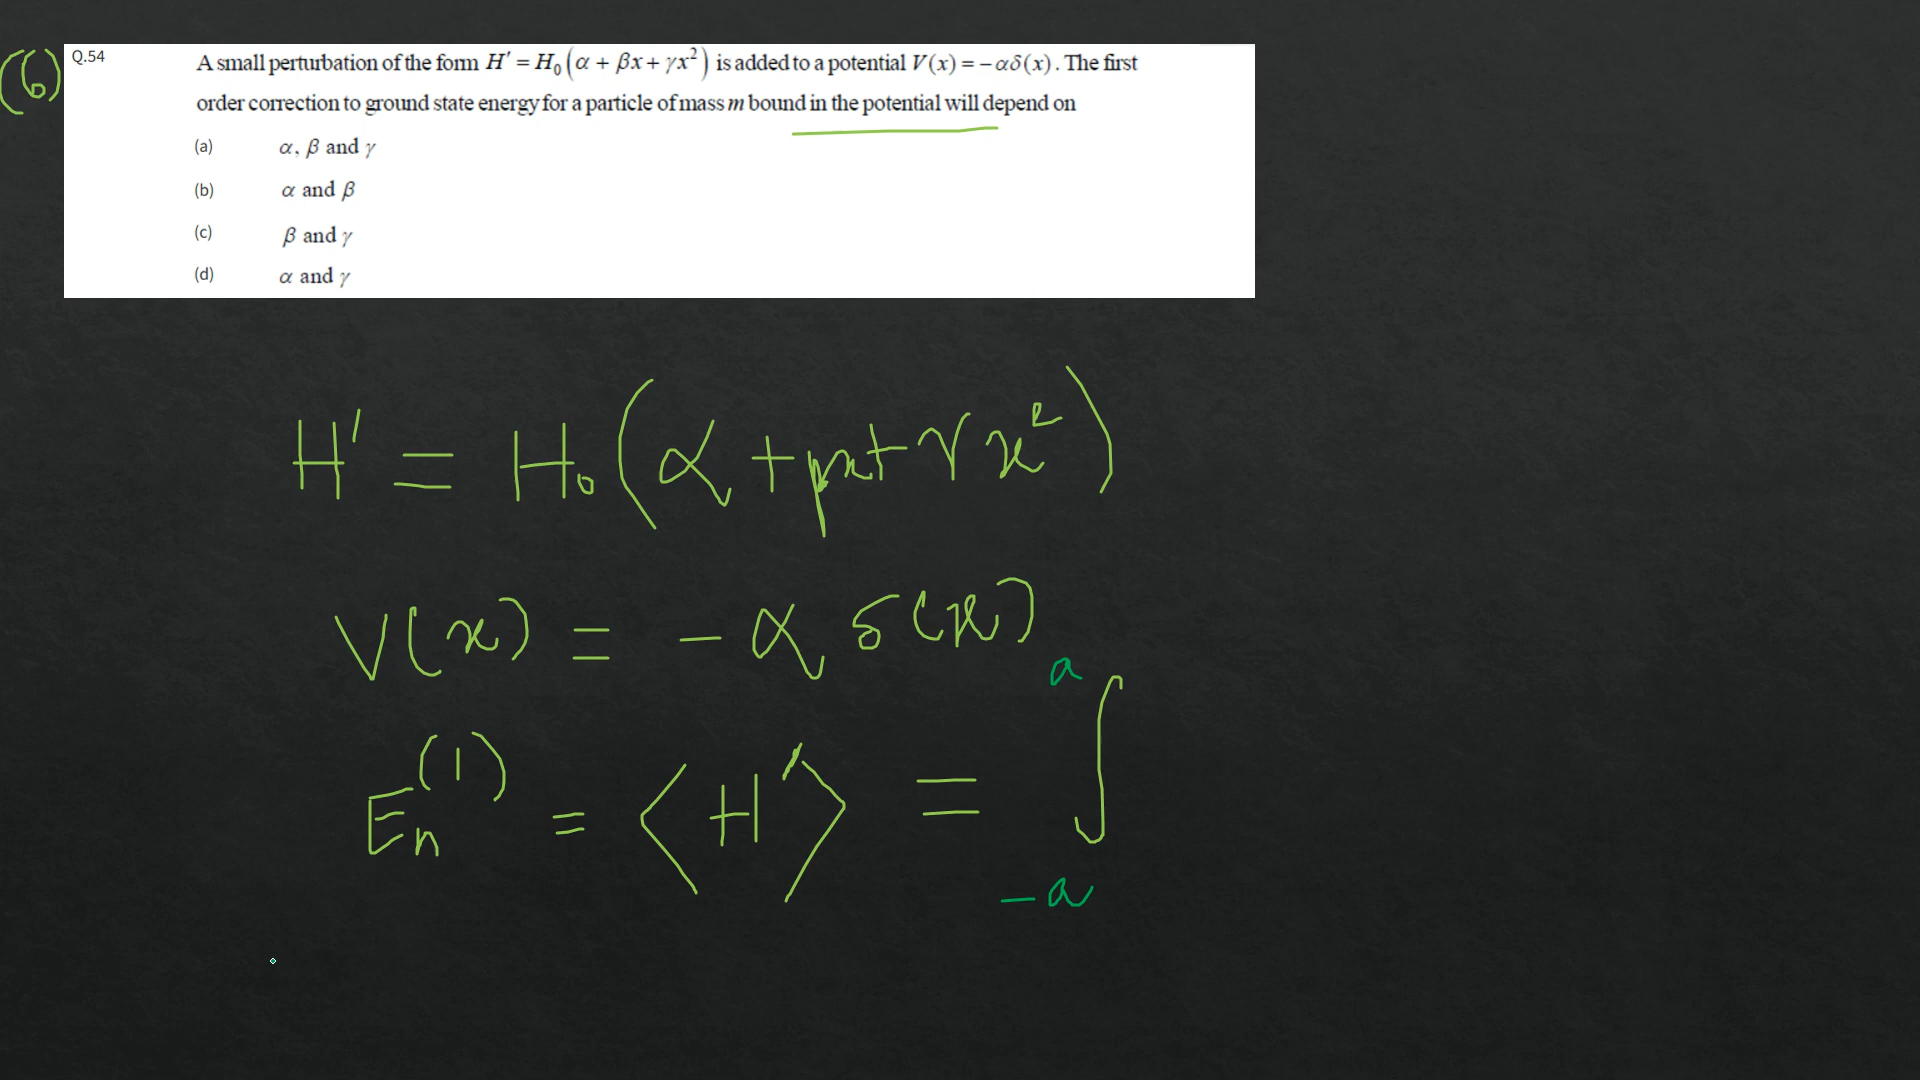 (6) Q.54 A small perturbation of the form H′ = H₀(α + βx + γx²) is added to a potential V(x) = −αδ(x). The first
order correction to ground state energy for a particle of mass m bound in the potential will depend on
(a) α, β and γ
(b) α and β
(c) β and γ
(d) α and γ
H′ = H₀(α + βx + γx²)
V(x) = − α δ(x)
Eₙ⁽¹⁾ = ⟨H′⟩ = ∫₋ₐᵃ